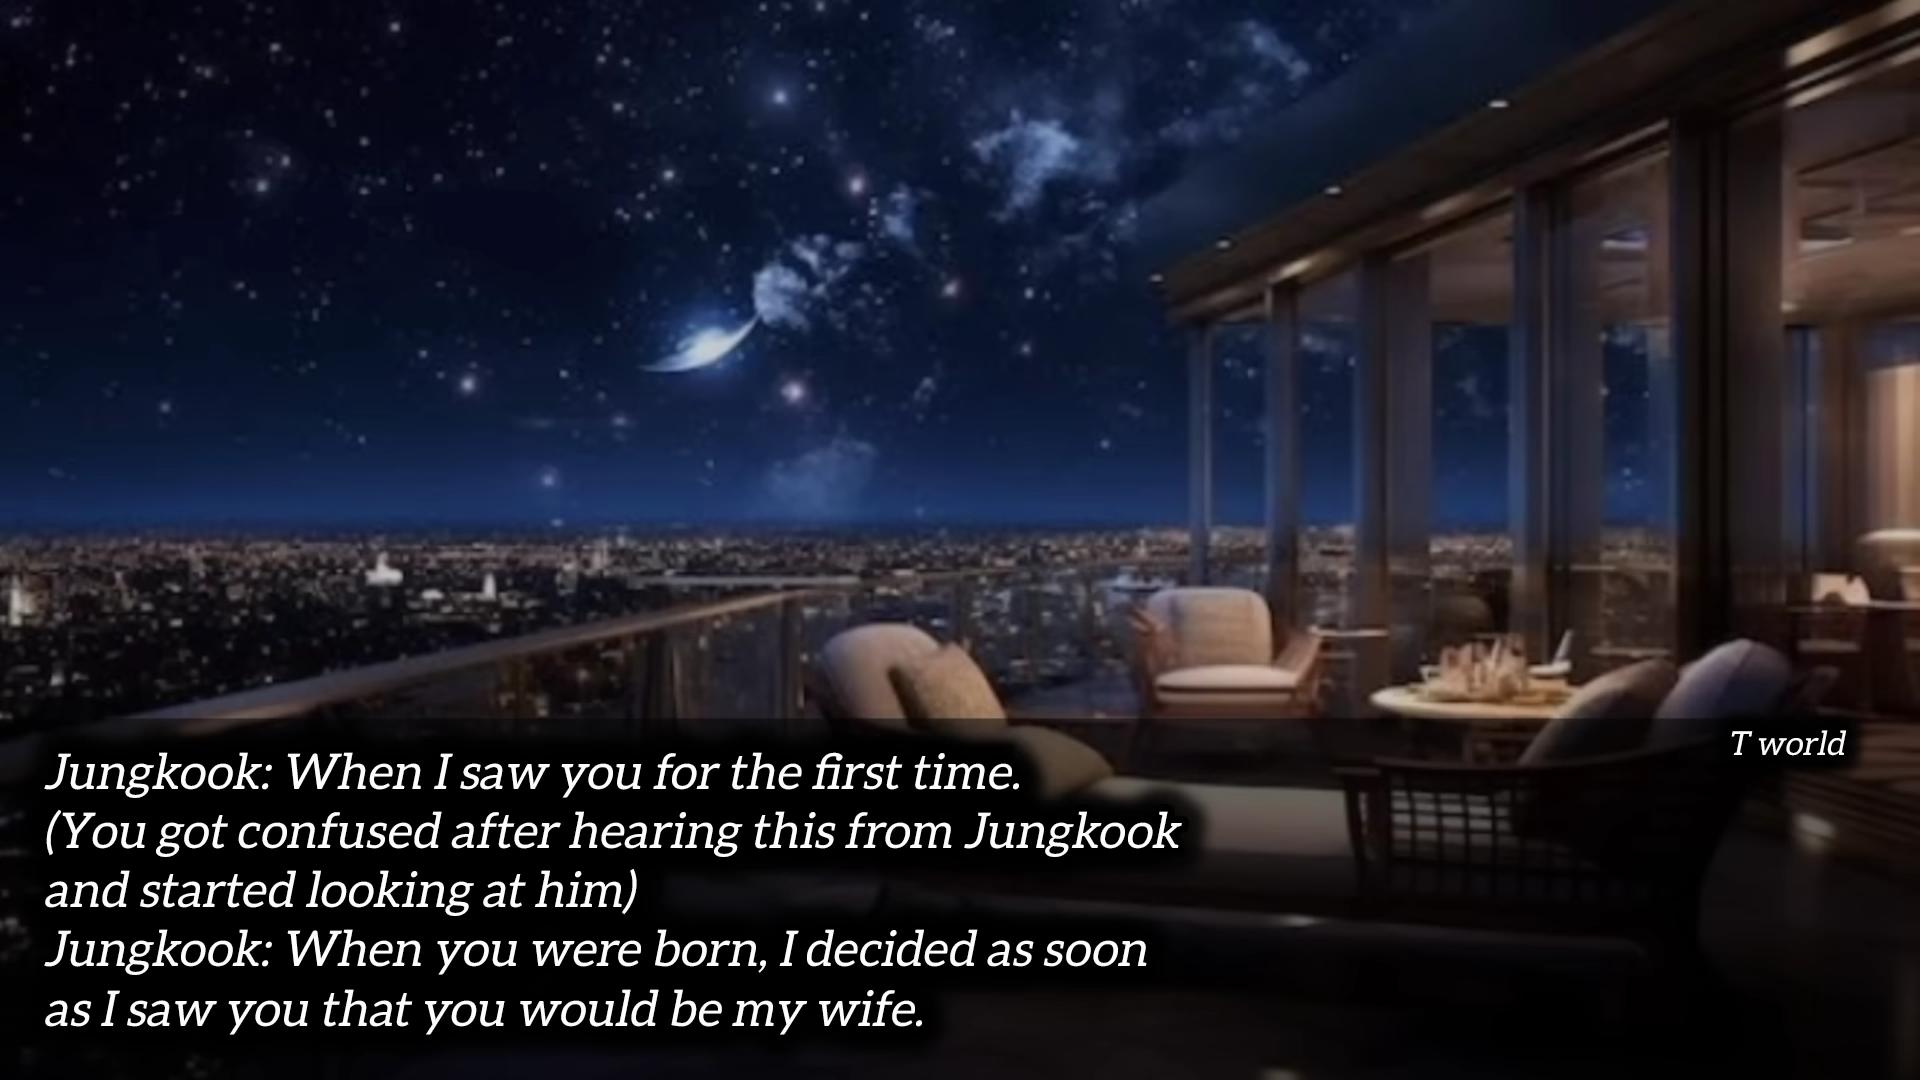 T world
Jungkook: When I saw you for the first time.
(You got confused after hearing this from Jungkook
and started looking at him)
Jungkook: When you were born, I decided as soon
as I saw you that you would be my wife.